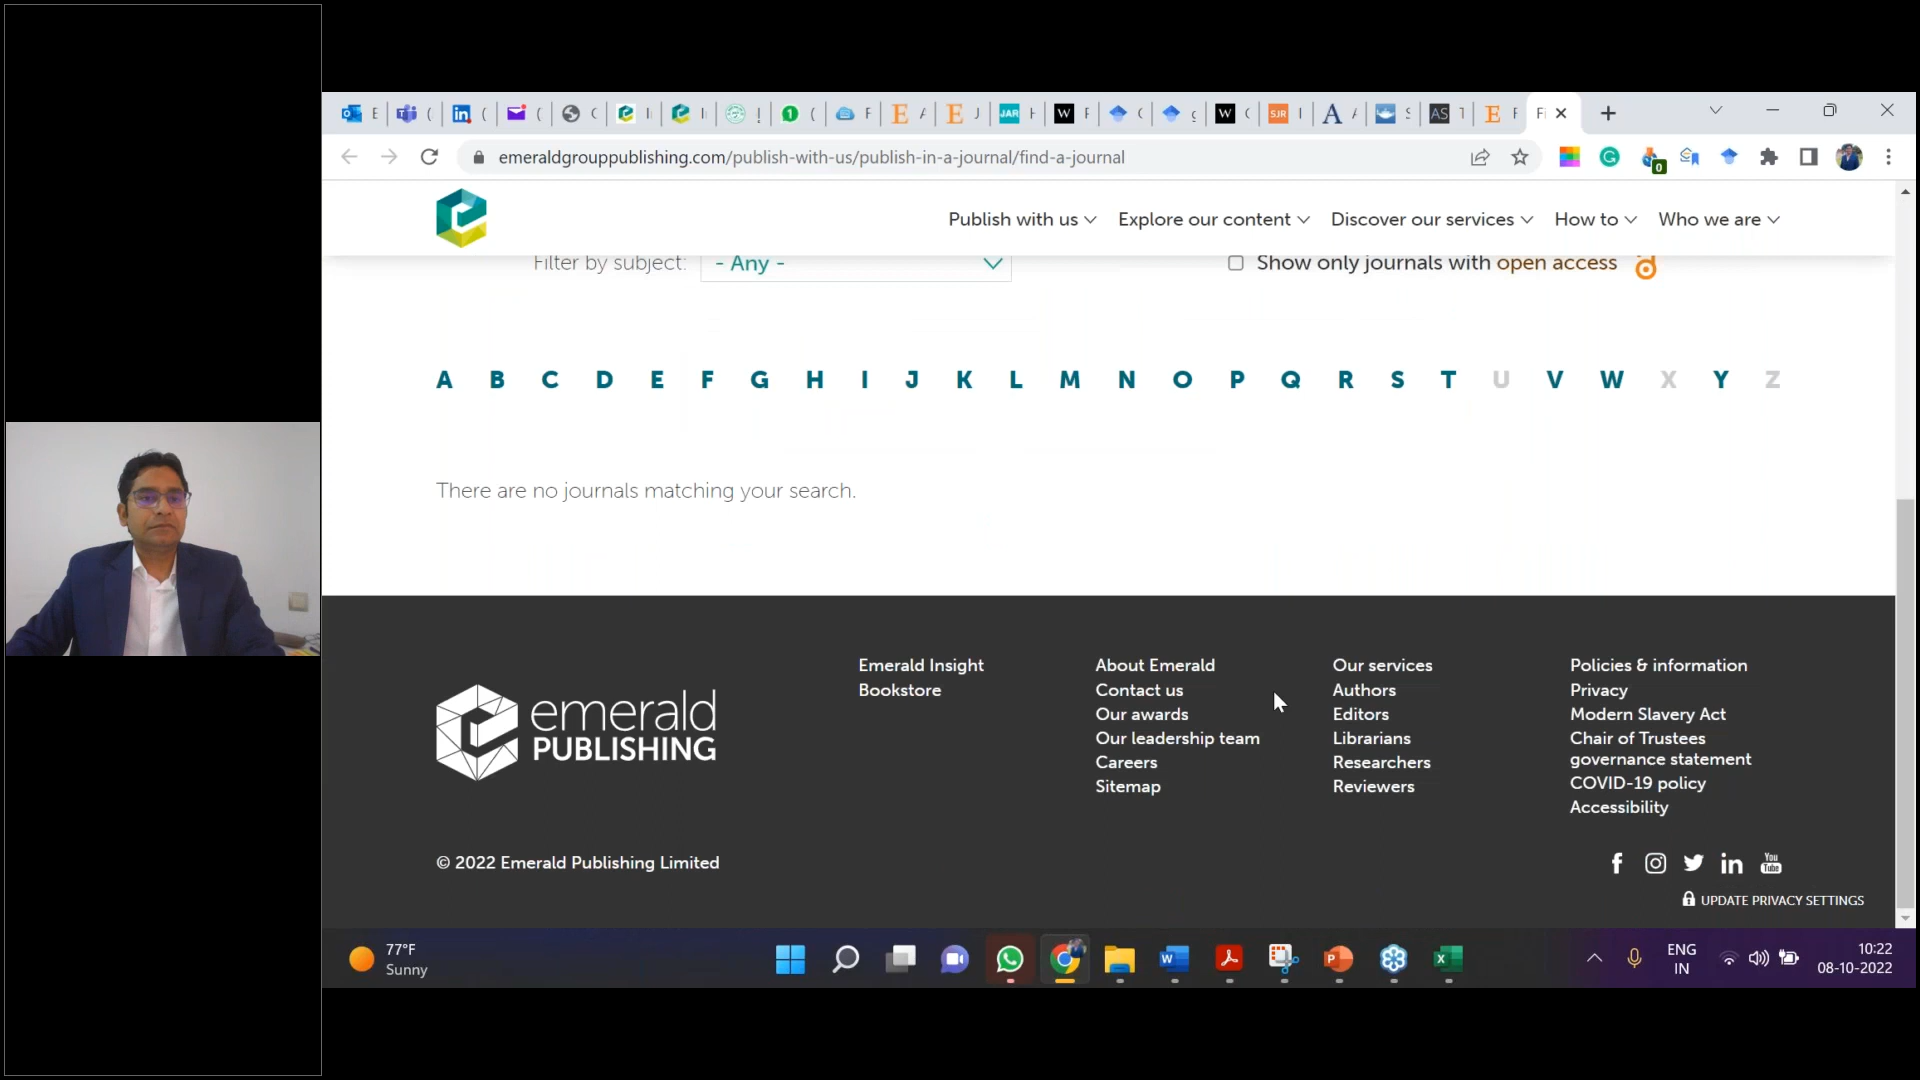 emeraldgrouppublishing.com/publish-with-us/publish-in-a-journal/find-a-journal
Publish with us Explore our content Discover our services How to Who we are
Filter by subject: - Any - Show only journals with open access
A B C D E F G H I J K L M N O P Q R S T U V W X Y Z
There are no journals matching your search.
emerald
PUBLISHING
© 2022 Emerald Publishing Limited
Emerald Insight
Bookstore
About Emerald
Contact us
Our awards
Our leadership team
Careers
Sitemap
Our services
Authors
Editors
Librarians
Researchers
Reviewers
Policies & information
Privacy
Modern Slavery Act
Chair of Trustees
governance statement
COVID-19 policy
Accessibility
You
Tube
UPDATE PRIVACY SETTINGS
77°F
Sunny
ENG
IN
10:22
08-10-2022